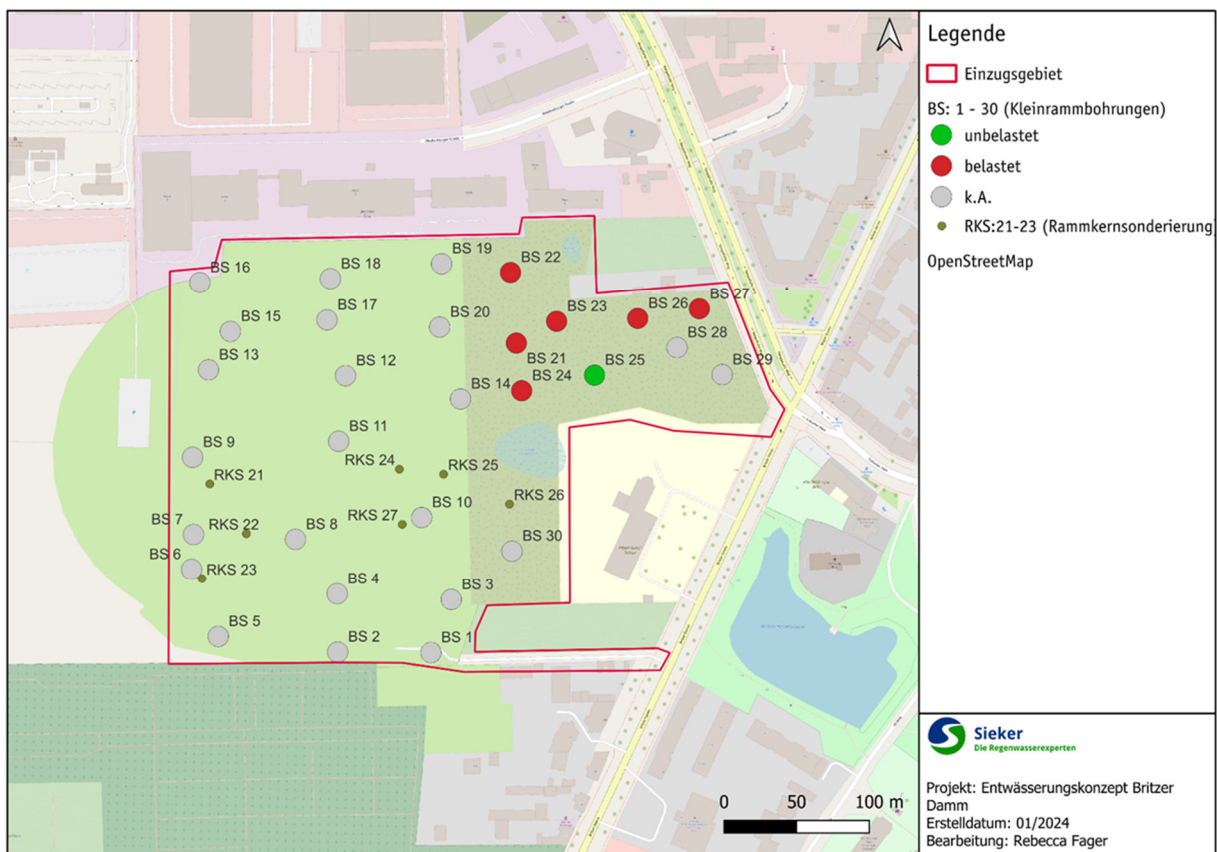 BS 19
BS 22
BS 16
BS 18
BS 27
BS 17
BS 23
BS 26
BS 15
BS 20
BS 28
BS 13
BS 21
BS 25
BS 29
BS 12
BS 24
BS 14
BS 11
BS 9
RKS 24
RKS 21
RKS 25
RKS 26
BS 7
RKS 22
RKS 27
BS 10
BS 8
BS 30
BS 6
RKS 23
BS 4
BS 3
BS 5
BS 2
BS 1
0 50 100 m
Legende
Einzugsgebiet
BS: 1 - 30 (Kleinrammbohrungen)
unbelastet
belastet
k.A.
RKS:21-23 (Rammkernsondierung)
OpenStreetMap
Sieker
Die Regenwasserexperten
Projekt: Entwässerungskonzept Britzer
Damm
Erstelldatum: 01/2024
Bearbeitung: Rebecca Fager